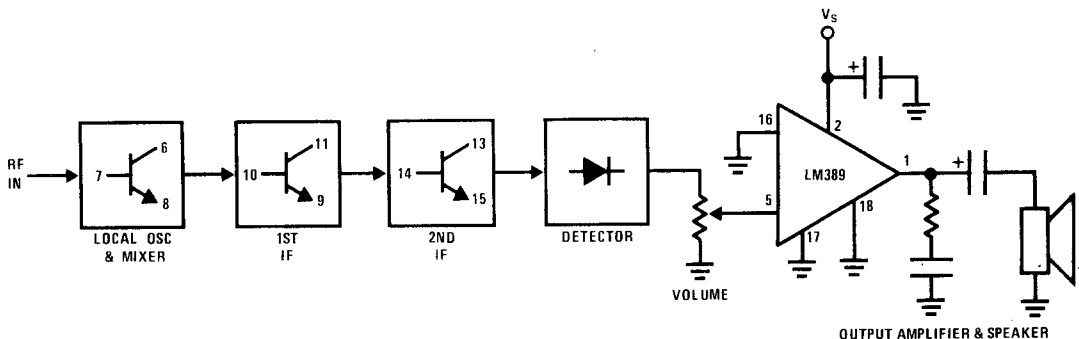 RF
IN
7
6
8
LOCAL OSC
& MIXER
10
11
9
1ST
IF
14
13
15
2ND
IF
DETECTOR
VOLUME
VS
+
16
2
LM389
5
17
18
1
+
OUTPUT AMPLIFIER & SPEAKER